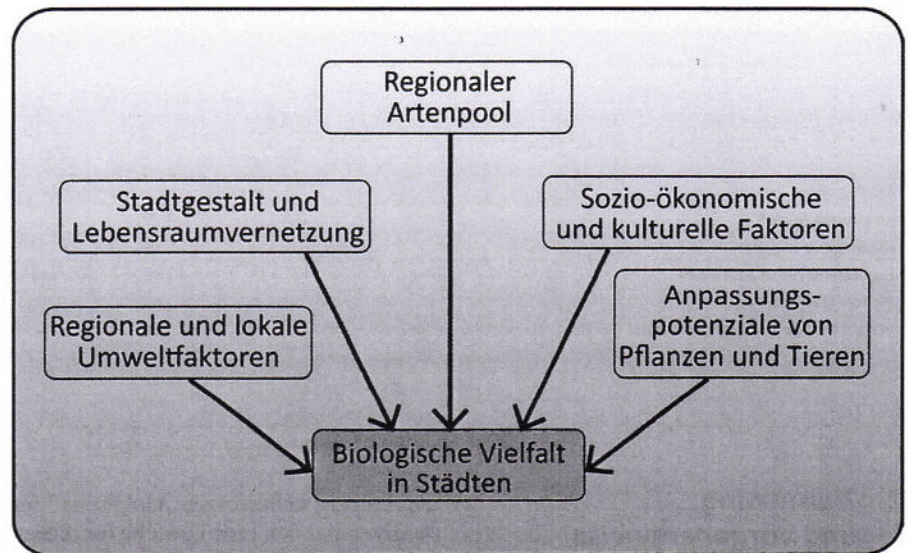 Regionaler
Artenpool
Stadtgestalt und
Lebensraumvernetzung
Sozio-ökonomische
und kulturelle Faktoren
Regionale und lokale
Umweltfaktoren
Anpassungs-
potenziale von
Pflanzen und Tieren
Biologische Vielfalt
in Städten